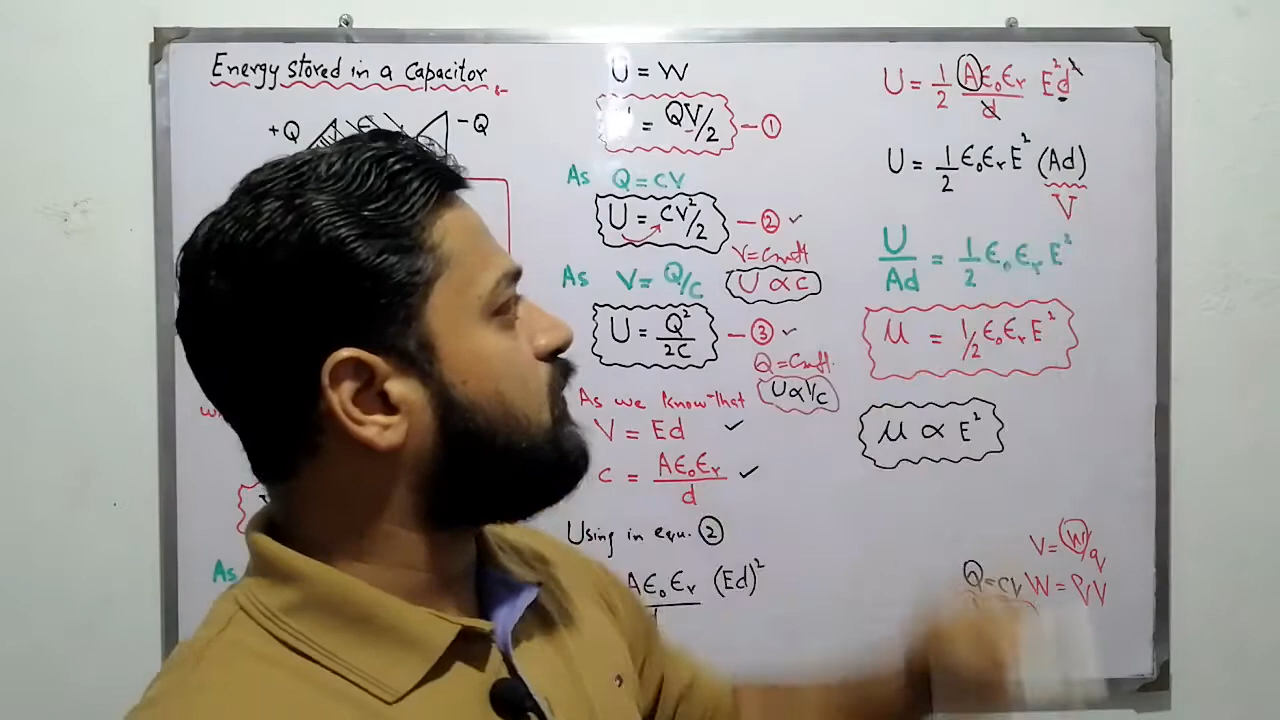 Energy stored in a Capacitor
+Q
-Q
As
U = W
= QV/2 — ①
As Q = CV
U = CV²/2 — ② ✓
V = Const
As V = Q/C
U ∝ C
U = Q²/2C — ③ ✓
Q = Const.
U ∝ 1/C
As we know That
V = Ed ✓
C = Aε₀εᵣ/d ✓
Using in equ. ②
Aε₀εᵣ (Ed)²
U = 1/2 Aε₀εᵣ/d E²d²
U = 1/2 ε₀εᵣE² (Ad)
V
U/Ad = 1/2 ε₀εᵣE²
u = 1/2 ε₀εᵣE²
u ∝ E²
V = W/q
Q = CV W = qV